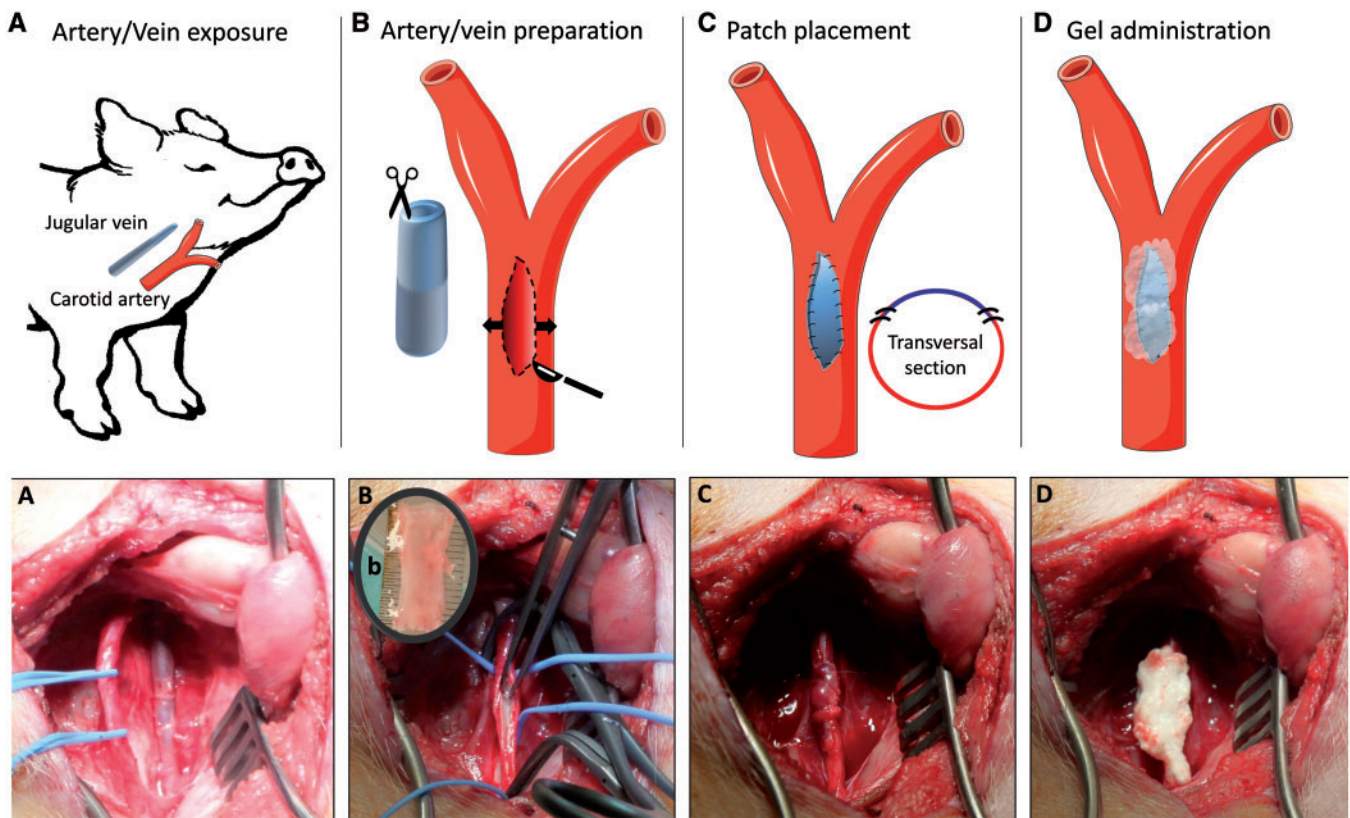 A Artery/Vein exposure
B Artery/vein preparation
C Patch placement
D Gel administration
Jugular vein
Carotid artery
Transversal
section
A
B
b
C
D